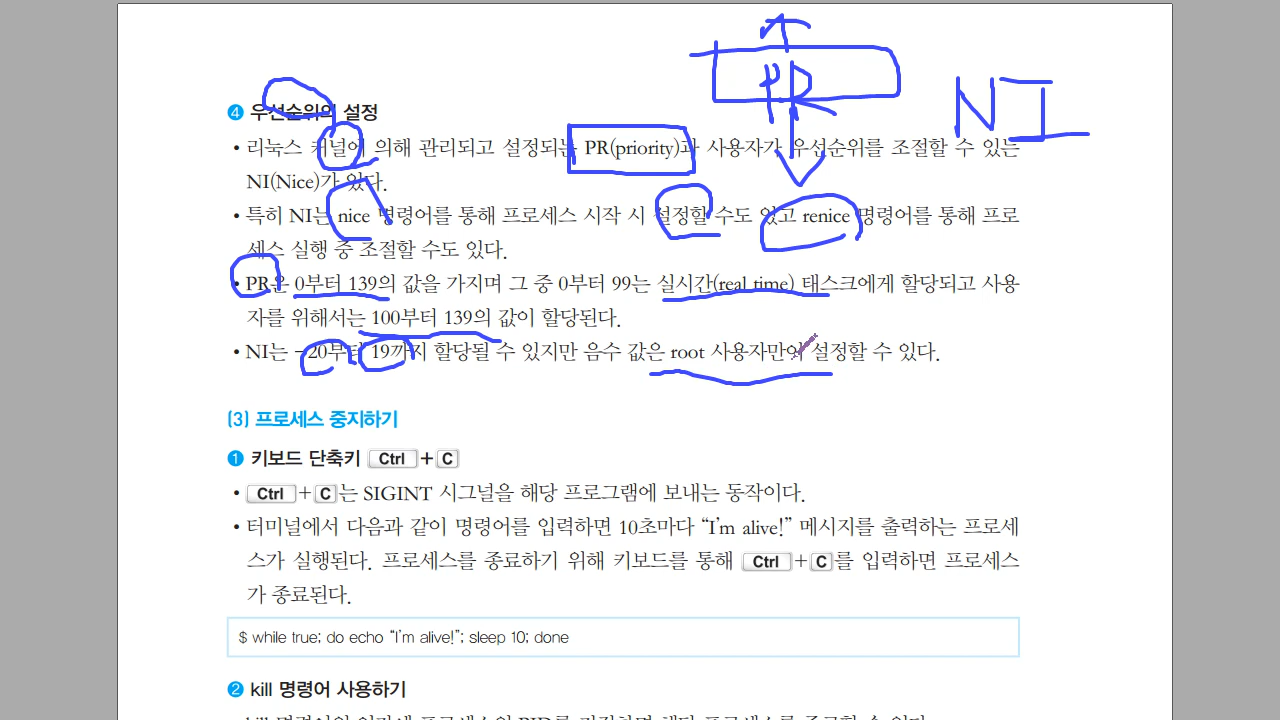 PR
NI
❹ 우선순위의 설정
• 리눅스 커널에 의해 관리되고 설정되는 PR(priority)과 사용자가 우선순위를 조절할 수 있는
NI(Nice)가 있다.
• 특히 NI는 nice 명령어를 통해 프로세스 시작 시 설정할 수도 있고 renice 명령어를 통해 프로
세스 실행 중 조절할 수도 있다.
• PR은 0부터 139의 값을 가지며 그 중 0부터 99는 실시간(real time) 태스크에게 할당되고 사용
자를 위해서는 100부터 139의 값이 할당된다.
• NI는 −20부터 19까지 할당될 수 있지만 음수 값은 root 사용자만이 설정할 수 있다.
(3) 프로세스 중지하기
❶ 키보드 단축키 Ctrl + C
• Ctrl + C 는 SIGINT 시그널을 해당 프로그램에 보내는 동작이다.
• 터미널에서 다음과 같이 명령어를 입력하면 10초마다 “I’m alive!” 메시지를 출력하는 프로세
스가 실행된다. 프로세스를 종료하기 위해 키보드를 통해 Ctrl + C 를 입력하면 프로세스
가 종료된다.
$ while true; do echo “I’m alive!”; sleep 10; done
❷ kill 명령어 사용하기